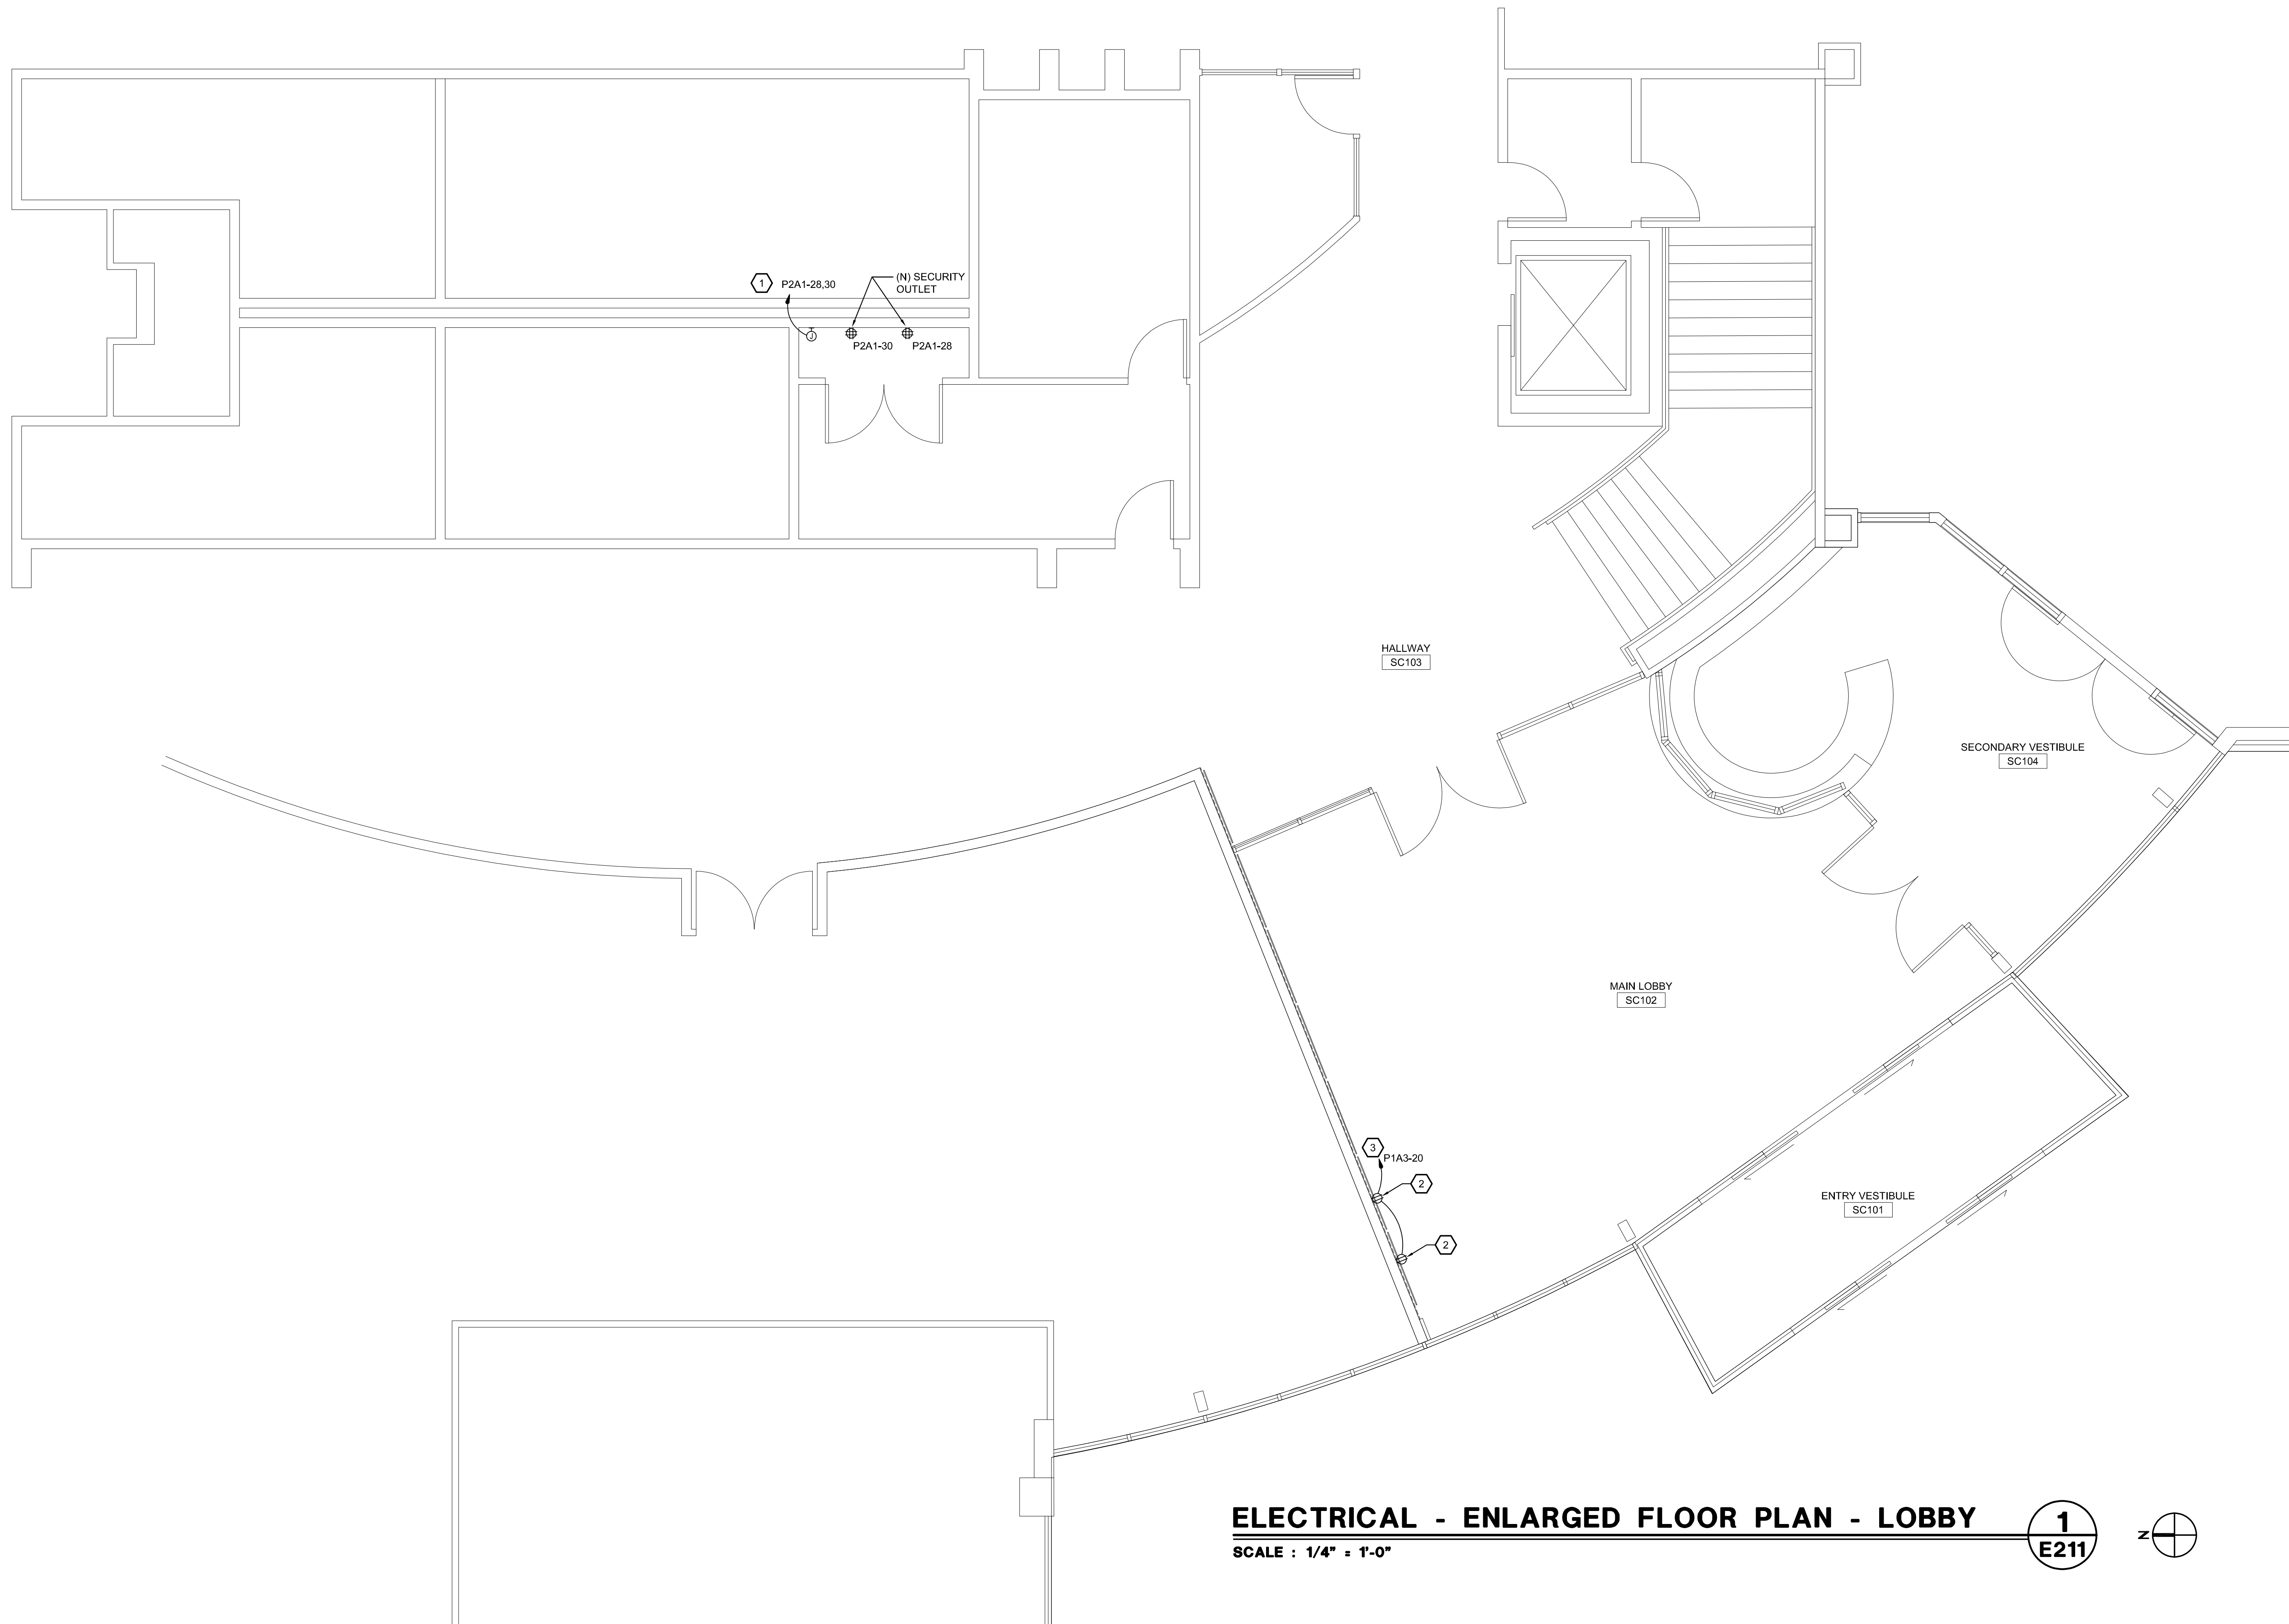 1
P2A1-28,30
(N) SECURITY
OUTLET
J
P2A1-30
P2A1-28
HALLWAY
SC103
SECONDARY VESTIBULE
SC104
MAIN LOBBY
SC102
3
P1A3-20
2
ENTRY VESTIBULE
SC101
2
ELECTRICAL - ENLARGED FLOOR PLAN - LOBBY
SCALE : 1/4" = 1'-0"
1
E211
N